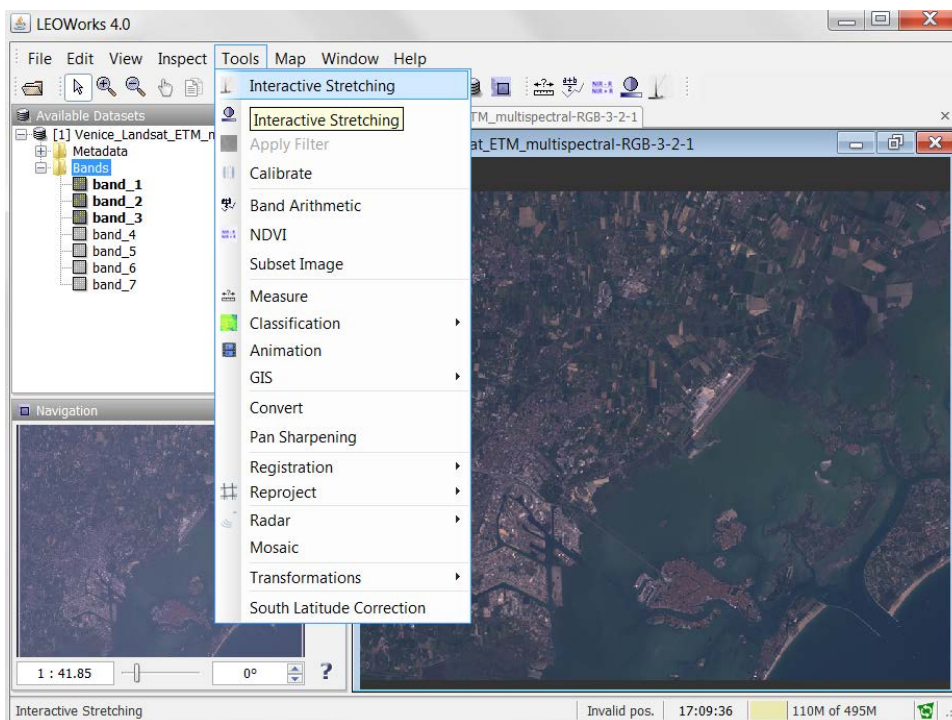 LEOWorks 4.0
File Edit View Inspect Tools Map Window Help
Available Datasets
[1] Venice_Landsat_ETM_
Metadata
Bands
band_1
band_2
band_3
band_4
band_5
band_6
band_7
Interactive Stretching
Interactive Stretching
Apply Filter
Calibrate
Band Arithmetic
NDVI
Subset Image
Measure
Classification
Animation
GIS
Convert
Pan Sharpening
Registration
Reproject
Radar
Mosaic
Transformations
South Latitude Correction
TM_multispectral-RGB-3-2-1
at_ETM_multispectral-RGB-3-2-1
Navigation
1 : 41.85
0°
?
Interactive Stretching
Invalid pos.
17:09:36
110M of 495M